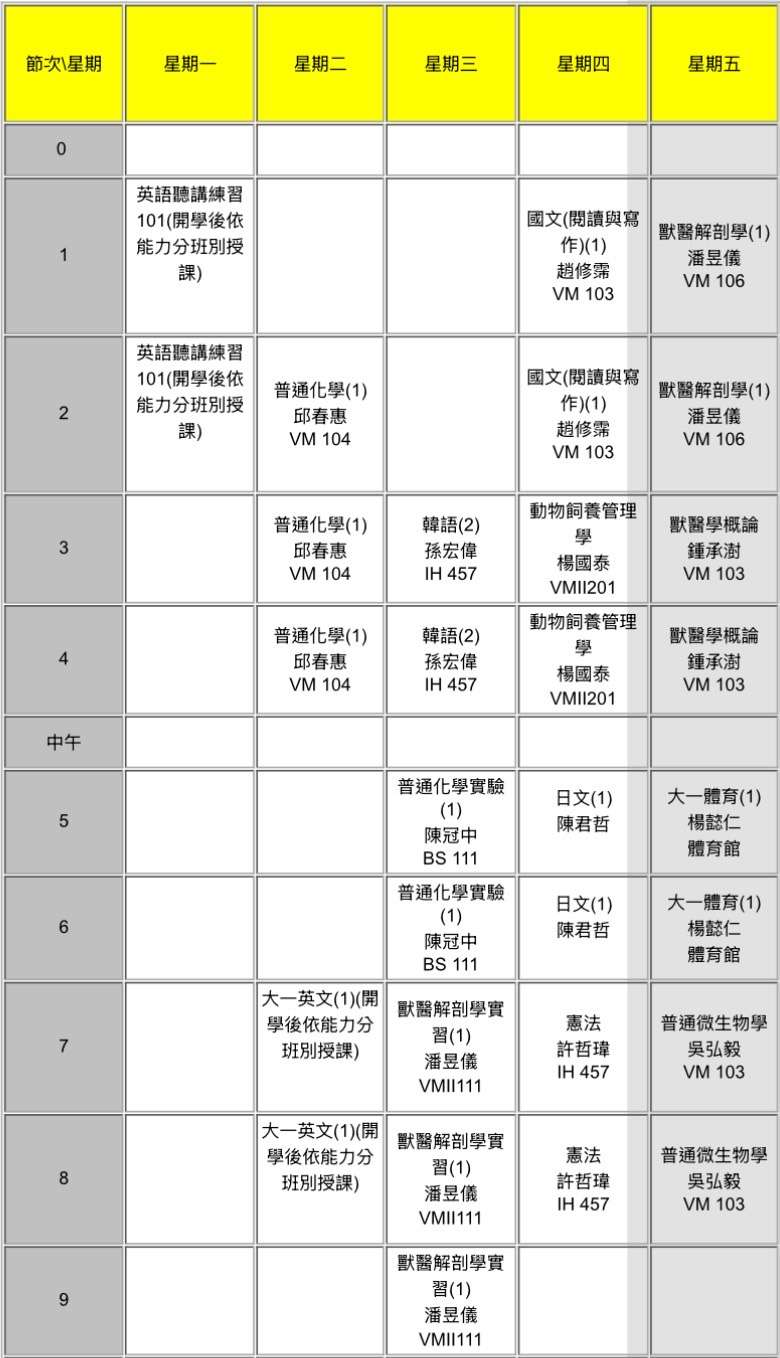 節次\星期 星期一 星期二 星期三 星期四 星期五
0
1
英語聽講練習
101(開學後依
能力分班別授
課)
國文(閱讀與寫
作)(1)
趙修霈
VM 103
獸醫解剖學(1)
潘昱儀
VM 106
2
英語聽講練習
101(開學後依
能力分班別授
課)
普通化學(1)
邱春惠
VM 104
國文(閱讀與寫
作)(1)
趙修霈
VM 103
獸醫解剖學(1)
潘昱儀
VM 106
3
普通化學(1)
邱春惠
VM 104
韓語(2)
孫宏偉
IH 457
動物飼養管理
學
楊國泰
VMII201
獸醫學概論
鍾承澍
VM 103
4
普通化學(1)
邱春惠
VM 104
韓語(2)
孫宏偉
IH 457
動物飼養管理
學
楊國泰
VMII201
獸醫學概論
鍾承澍
VM 103
中午
5
普通化學實驗
(1)
陳冠中
BS 111
日文(1)
陳君哲
大一體育(1)
楊懿仁
體育館
6
普通化學實驗
(1)
陳冠中
BS 111
日文(1)
陳君哲
大一體育(1)
楊懿仁
體育館
7
大一英文(1)(開
學後依能力分
班別授課)
獸醫解剖學實
習(1)
潘昱儀
VMII111
憲法
許哲瑋
IH 457
普通微生物學
吳弘毅
VM 103
8
大一英文(1)(開
學後依能力分
班別授課)
獸醫解剖學實
習(1)
潘昱儀
VMII111
憲法
許哲瑋
IH 457
普通微生物學
吳弘毅
VM 103
9
獸醫解剖學實
習(1)
潘昱儀
VMII111